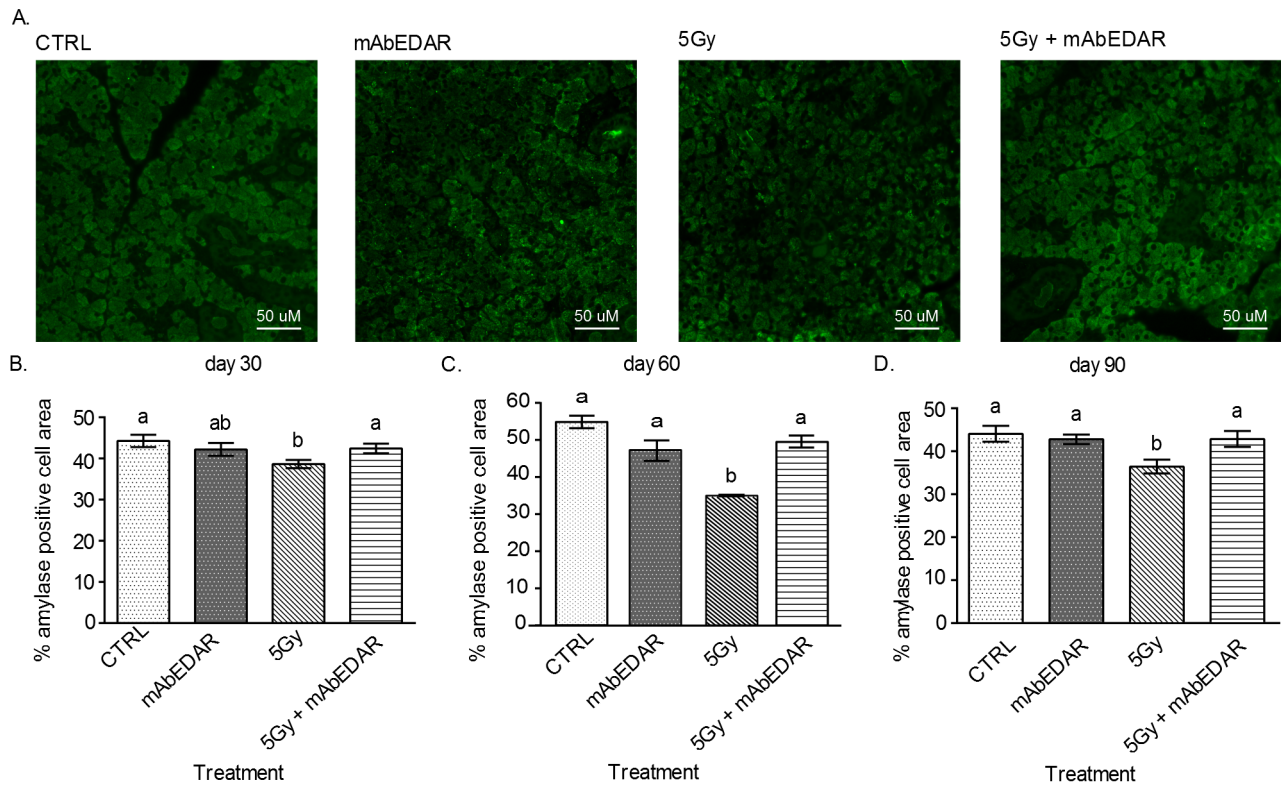 A.
CTRL
mAbEDAR
5Gy
5Gy + mAbEDAR
50 uM
50 uM
50 uM
50 uM
B.
day 30
% amylase positive cell area
50
40
30
20
10
0
a
ab
b
a
CTRL
mAbEDAR
5Gy
5Gy + mAbEDAR
Treatment
C.
day 60
% amylase positive cell area
60
50
40
30
20
10
0
a
a
b
a
CTRL
mAbEDAR
5Gy
5Gy + mAbEDAR
Treatment
D.
day 90
% amylase positive cell area
50
40
30
20
10
0
a
a
b
a
CTRL
mAbEDAR
5Gy
5Gy + mAbEDAR
Treatment